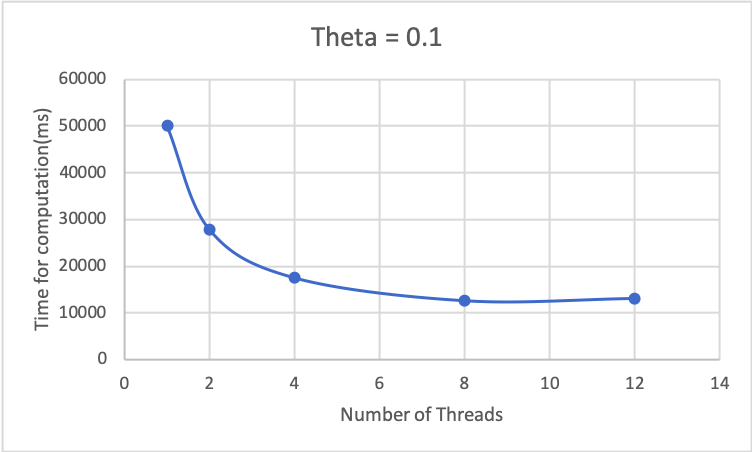 Theta = 0.1
Time for computation(ms)
60000
50000
40000
30000
20000
10000
0
0 2 4 6 8 10 12 14
Number of Threads